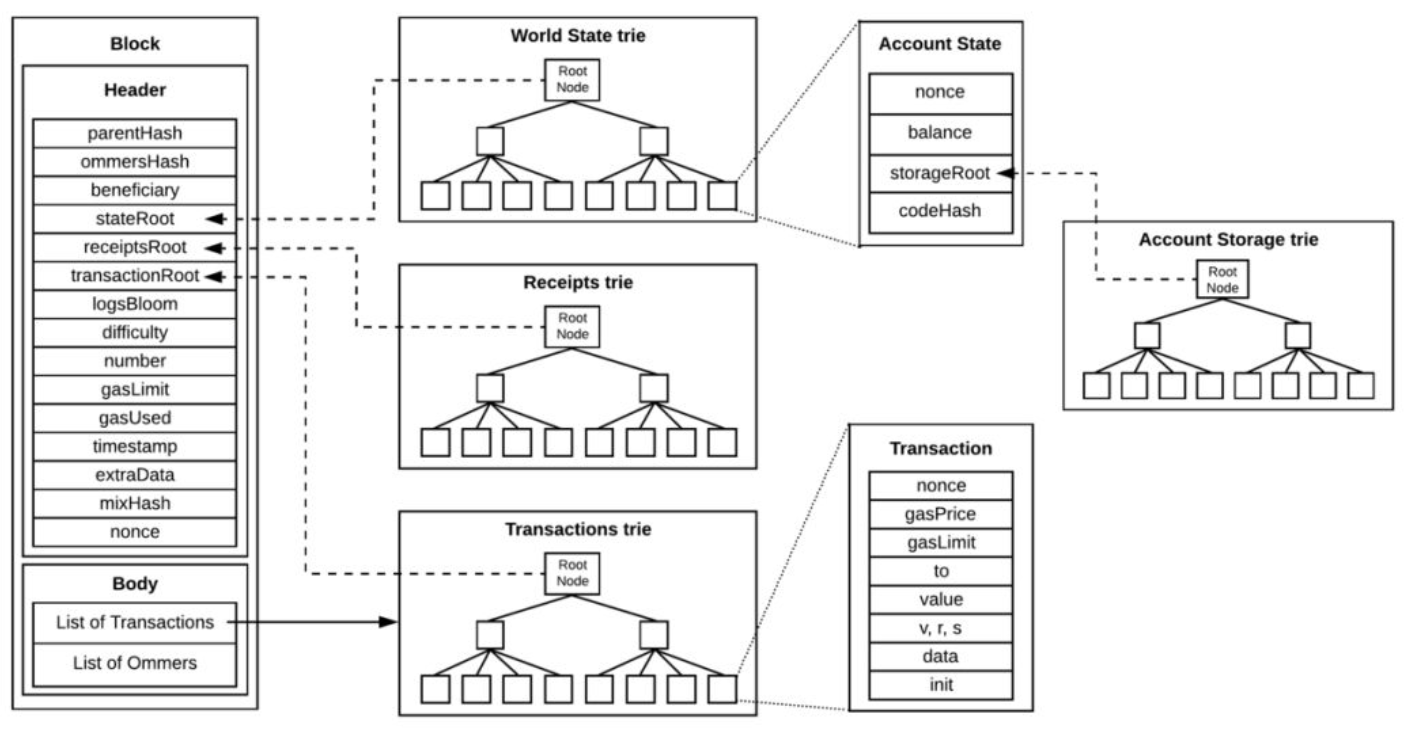 Block
Header
parentHash
ommersHash
beneficiary
stateRoot
receiptsRoot
transactionRoot
logsBloom
difficulty
number
gasLimit
gasUsed
timestamp
extraData
mixHash
nonce
Body
List of Transactions
List of Ommers
World State trie
Root
Node
Receipts trie
Root
Node
Transactions trie
Root
Node
Account State
nonce
balance
storageRoot
codeHash
Account Storage trie
Root
Node
Transaction
nonce
gasPrice
gasLimit
to
value
v, r, s
data
init